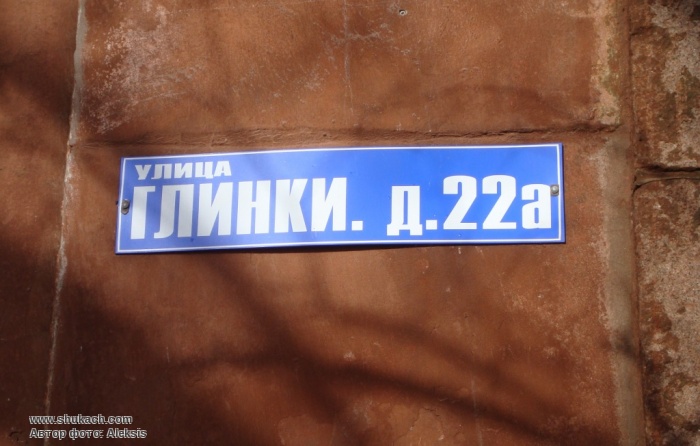 УЛИЦА
ГЛИНКИ. д.22а
www.shukach.com
Автор фото: Aleksis